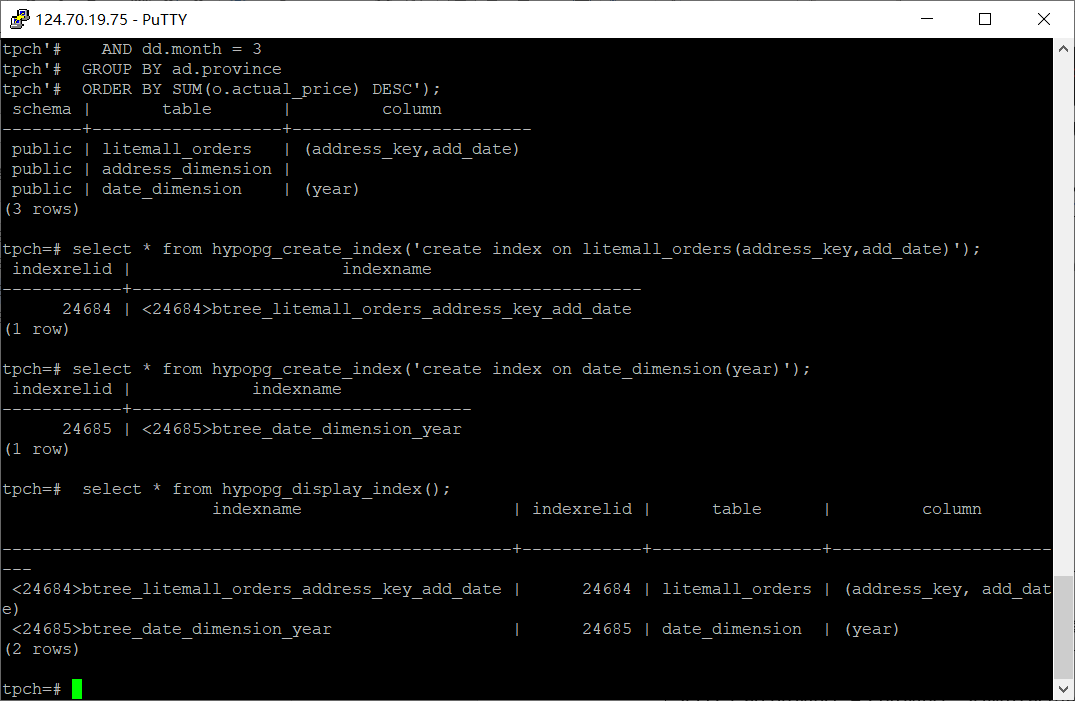 124.70.19.75 - PuTTY
tpch'#    AND dd.month = 3
tpch'#  GROUP BY ad.province
tpch'#  ORDER BY SUM(o.actual_price) DESC');
 schema |       table       |         column
--------+-------------------+------------------------
 public | litemall_orders   | (address_key,add_date)
 public | address_dimension |
 public | date_dimension    | (year)
(3 rows)
tpch=# select * from hypopg_create_index('create index on litemall_orders(address_key,add_date)');
 indexrelid |                     indexname
------------+---------------------------------------------------
      24684 | <24684>btree_litemall_orders_address_key_add_date
(1 row)
tpch=# select * from hypopg_create_index('create index on date_dimension(year)');
 indexrelid |            indexname
------------+----------------------------------
      24685 | <24685>btree_date_dimension_year
(1 row)
tpch=#  select * from hypopg_display_index();
                     indexname                     | indexrelid |      table      |         column
---------------------------------------------------+------------+-----------------+----------------------
---
 <24684>btree_litemall_orders_address_key_add_date |      24684 | litemall_orders | (address_key, add_dat
e)
 <24685>btree_date_dimension_year                  |      24685 | date_dimension  | (year)
(2 rows)
tpch=#